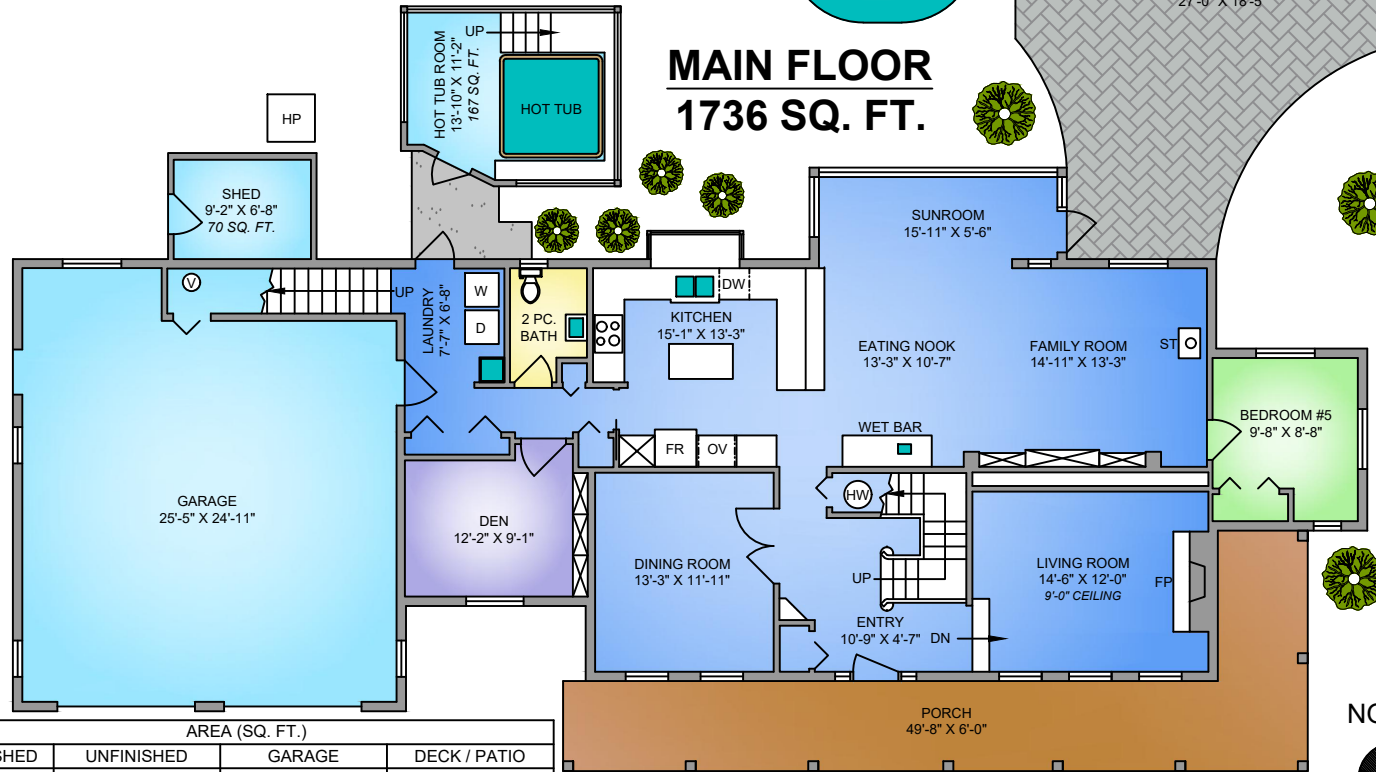 27'-0" X 18'-5"
MAIN FLOOR
1736 SQ. FT.
HOT TUB ROOM
13'-10" X 11'-2"
167 SQ. FT.
UP
HOT TUB
HP
SHED
9'-2" X 6'-8"
70 SQ. FT.
SUNROOM
15'-11" X 5'-6"
V
UP
LAUNDRY
7'-7" X 6'-8"
W
D
2 PC.
BATH
DW
KITCHEN
15'-1" X 13'-3"
EATING NOOK
13'-3" X 10'-7"
FAMILY ROOM
14'-11" X 13'-3"
ST
BEDROOM #5
9'-8" X 8'-8"
WET BAR
FR
OV
GARAGE
25'-5" X 24'-11"
DEN
12'-2" X 9'-1"
HW
DINING ROOM
13'-3" X 11'-11"
UP
LIVING ROOM
14'-6" X 12'-0"
9'-0" CEILING
FP
ENTRY
10'-9" X 4'-7"
DN
PORCH
49'-8" X 6'-0"
AREA (SQ. FT.)
SHED
UNFINISHED
GARAGE
DECK / PATIO
NO